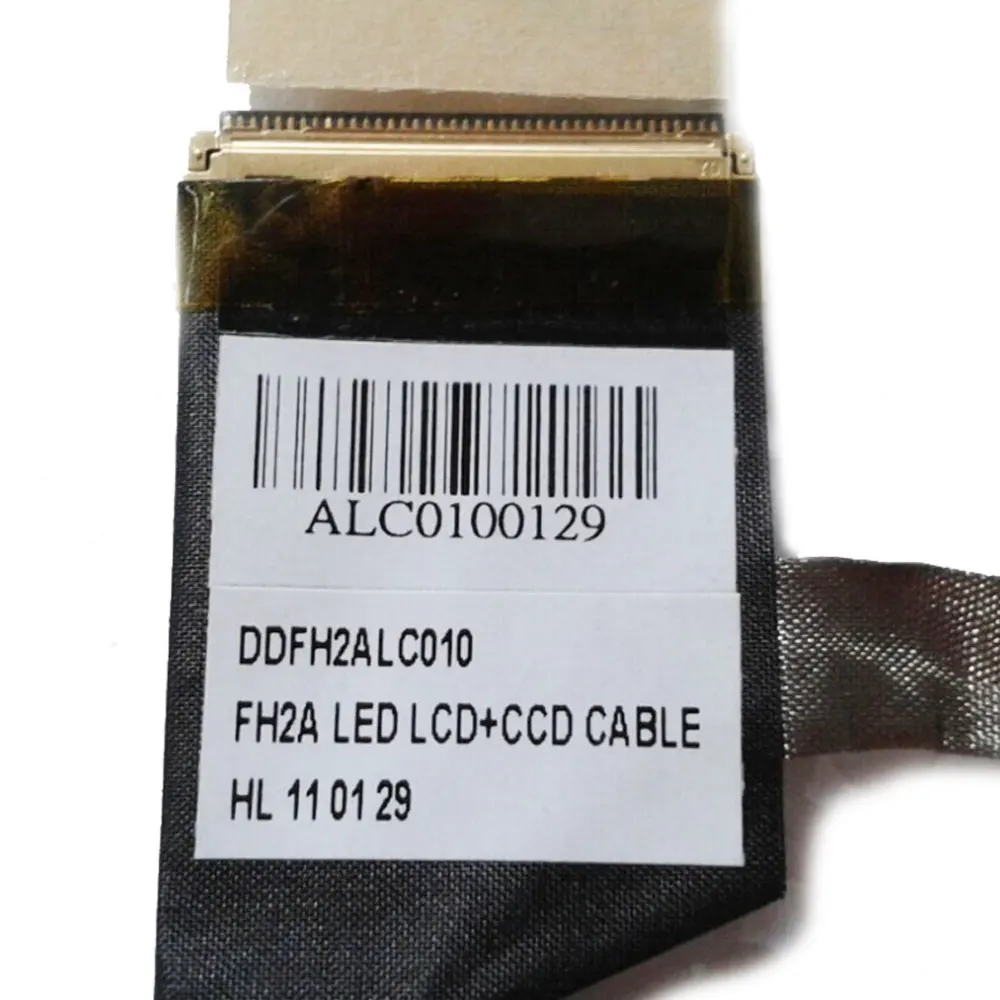 ALC0100129
DDFH2ALC010
FH2A LED LCD+CCD CABLE
HL 11 01 29